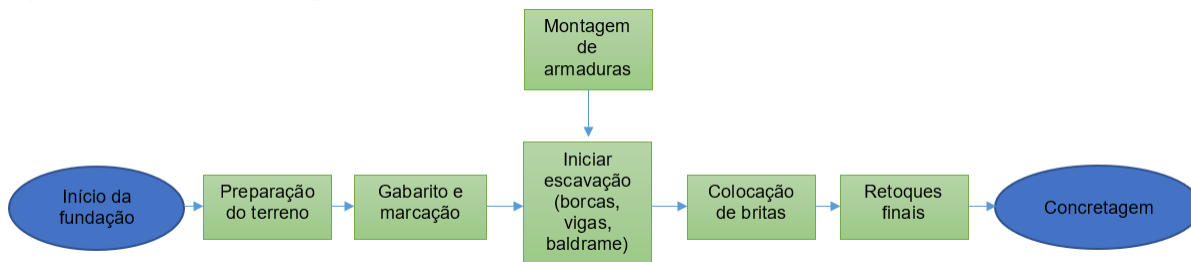 Montagem
de
armaduras
Início da
fundação
Preparação
do terreno
Gabarito e
marcação
Iniciar
escavação
(borcas,
vigas,
baldrame)
Colocação
de britas
Retoques
finais
Concretagem